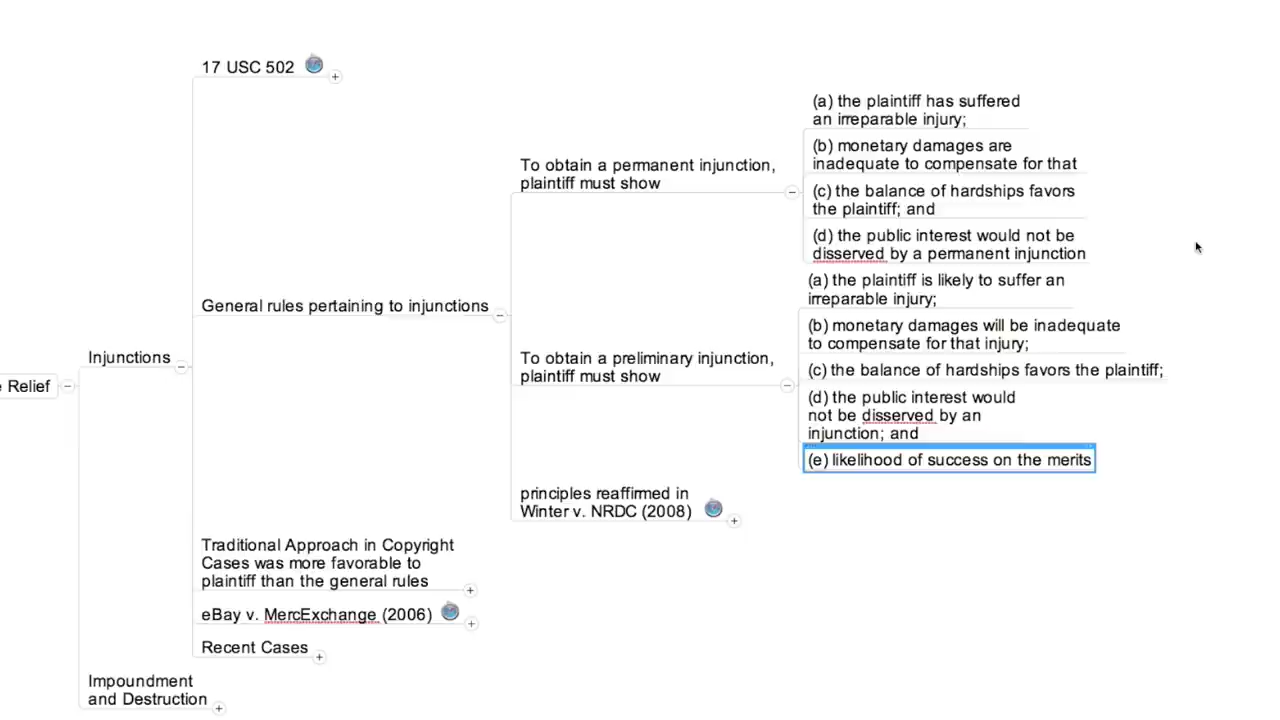 17 USC 502
(a) the plaintiff has suffered
an irreparable injury;
(b) monetary damages are
inadequate to compensate for that
To obtain a permanent injunction,
plaintiff must show
(c) the balance of hardships favors
the plaintiff; and
(d) the public interest would not be
disserved by a permanent injunction
(a) the plaintiff is likely to suffer an
irreparable injury;
General rules pertaining to injunctions
(b) monetary damages will be inadequate
to compensate for that injury;
Injunctions
To obtain a preliminary injunction,
plaintiff must show
(c) the balance of hardships favors the plaintiff;
e Relief
(d) the public interest would
not be disserved by an
injunction; and
(e) likelihood of success on the merits
principles reaffirmed in
Winter v. NRDC (2008)
Traditional Approach in Copyright
Cases was more favorable to
plaintiff than the general rules
eBay v. MercExchange (2006)
Recent Cases
Impoundment
and Destruction